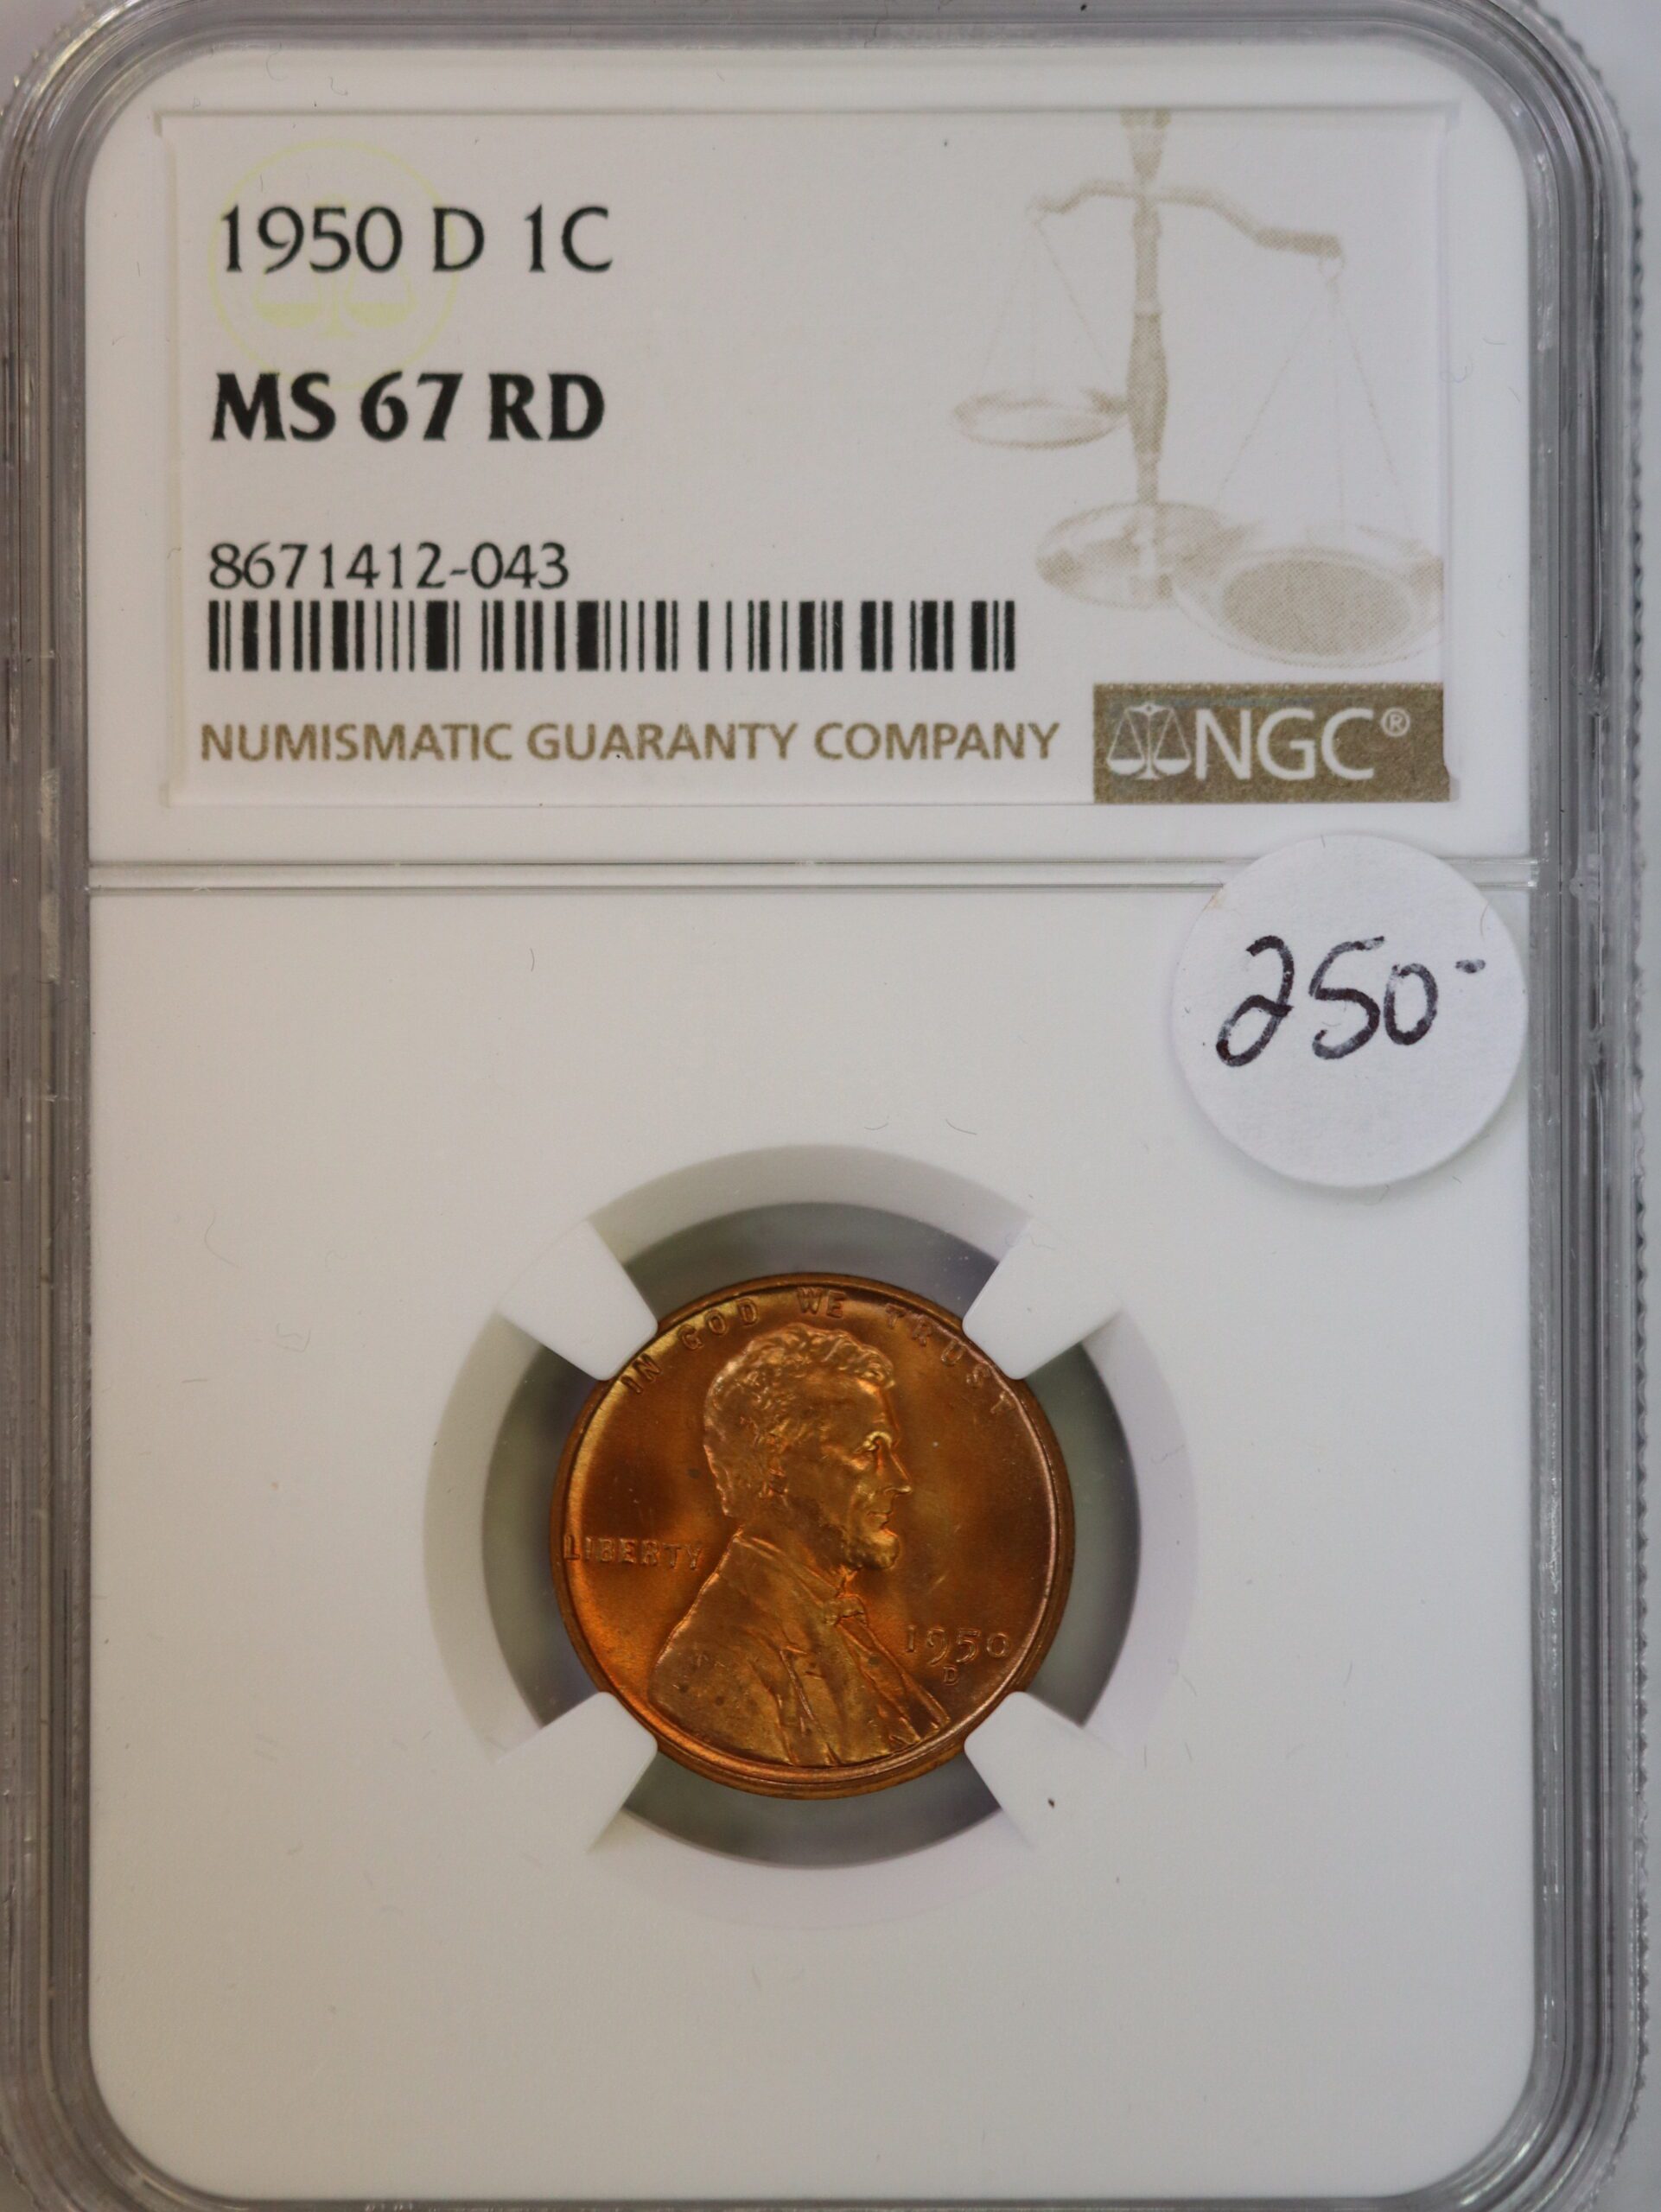 1950 D 1C
MS 67 RD
8671412-043
NUMISMATIC GUARANTY COMPANY
NGC®
250-
IN GOD WE TRUST
LIBERTY
1950
D